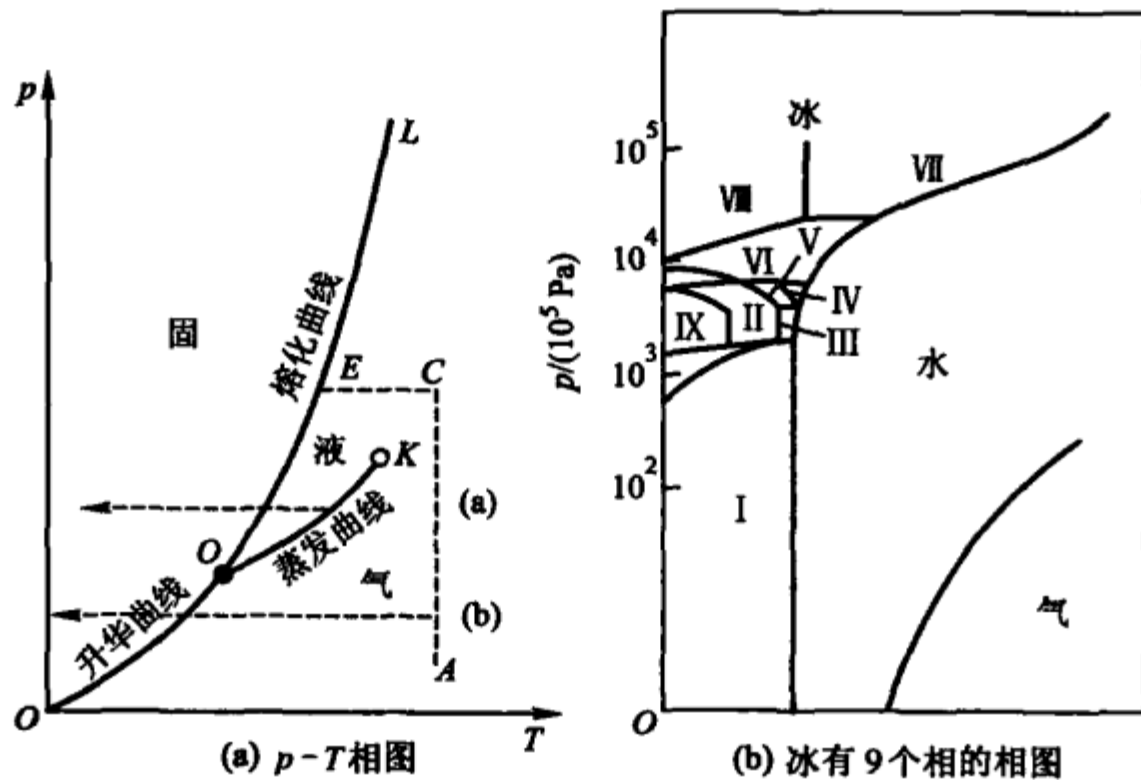 p
L
熔化曲线
固
E
C
液
K
(a)
蒸发曲线
O
气
(b)
升华曲线
A
O
T
(a) p-T相图
冰
10⁵
Ⅶ
Ⅷ
Ⅴ
10⁴
Ⅵ
Ⅳ
Ⅸ
Ⅱ
Ⅲ
p/(10⁵ Pa)
10³
水
10²
Ⅰ
气
O
(b) 冰有9个相的相图